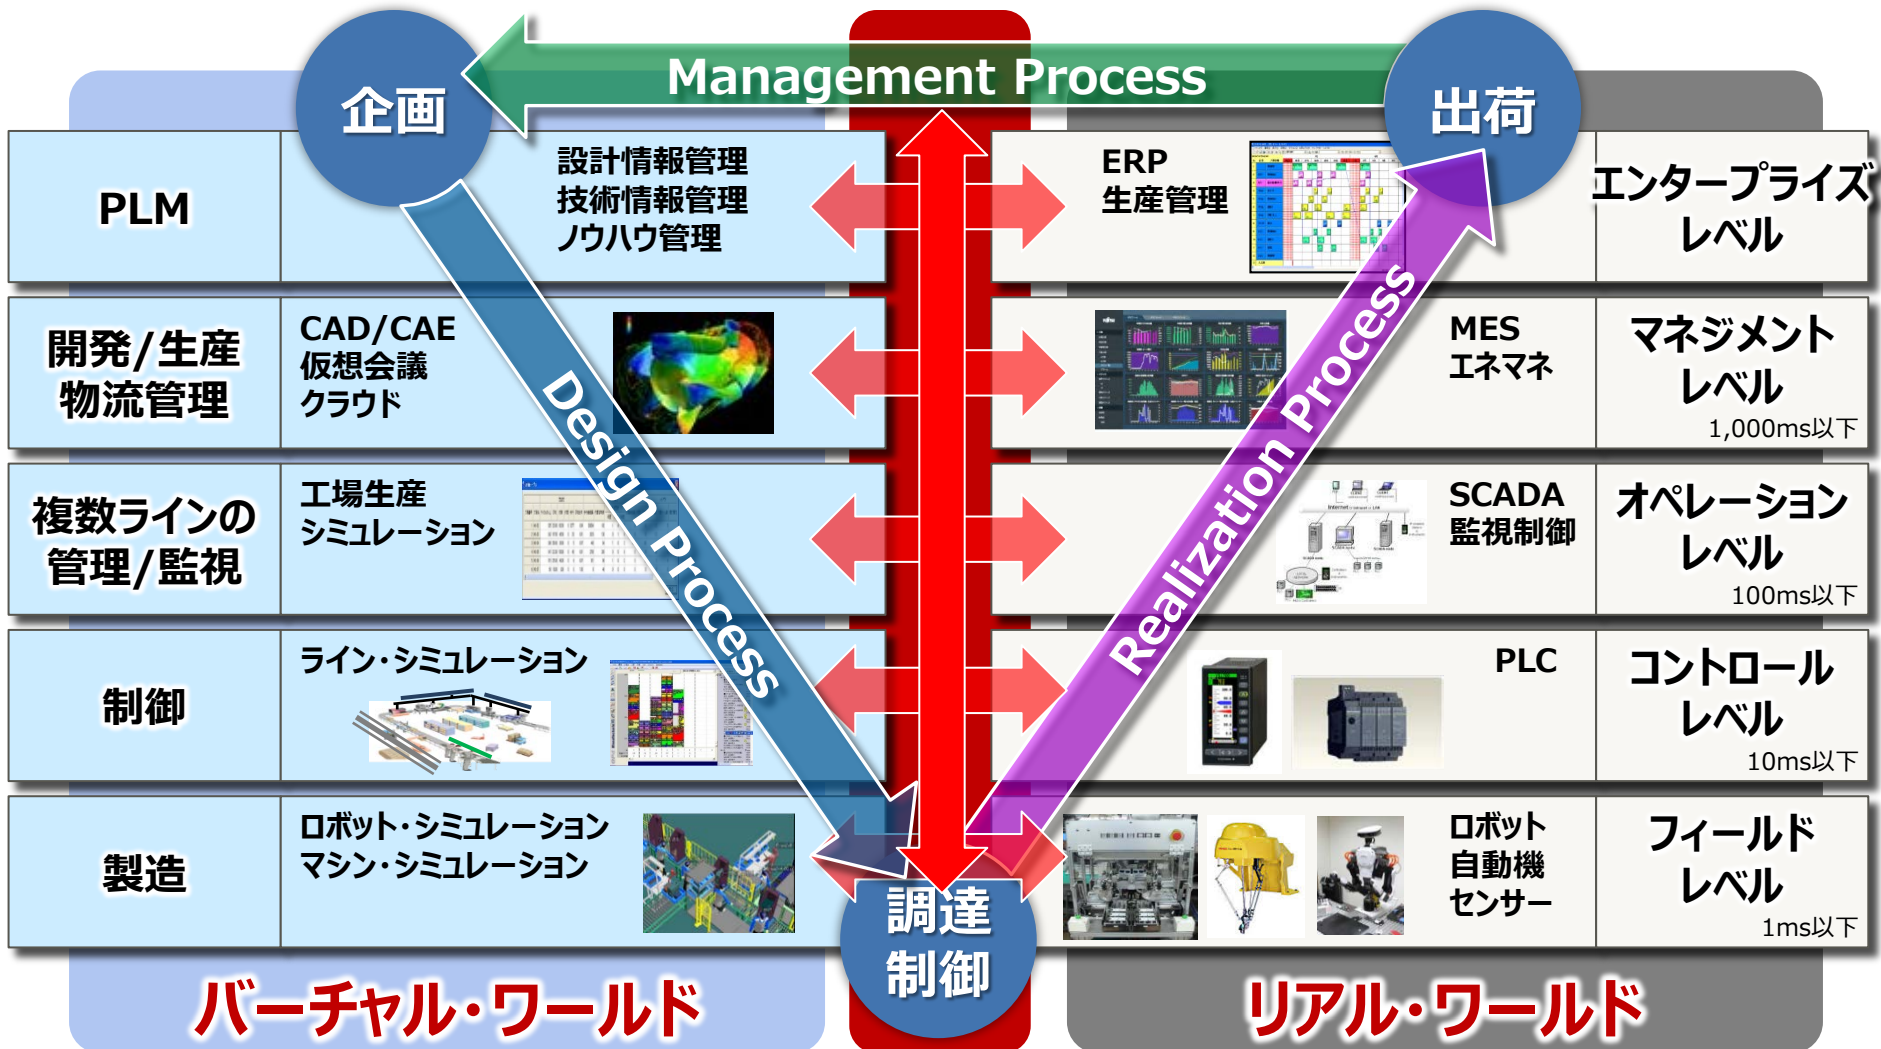 Management Process
企画
出荷
PLM
設計情報管理
技術情報管理
ノウハウ管理
ERP
生産管理
エンタープライズ
レベル
開発/生産
物流管理
CAD/CAE
仮想会議
クラウド
MES
エネマネ
マネジメント
レベル
1,000ms以下
Design Process
Realization Process
複数ラインの
管理/監視
工場生産
シミュレーション
SCADA
監視制御
オペレーション
レベル
100ms以下
制御
ライン・シミュレーション
PLC
コントロール
レベル
10ms以下
製造
ロボット・シミュレーション
マシン・シミュレーション
ロボット
自動機
センサー
フィールド
レベル
1ms以下
調達
制御
バーチャル・ワールド
リアル・ワールド